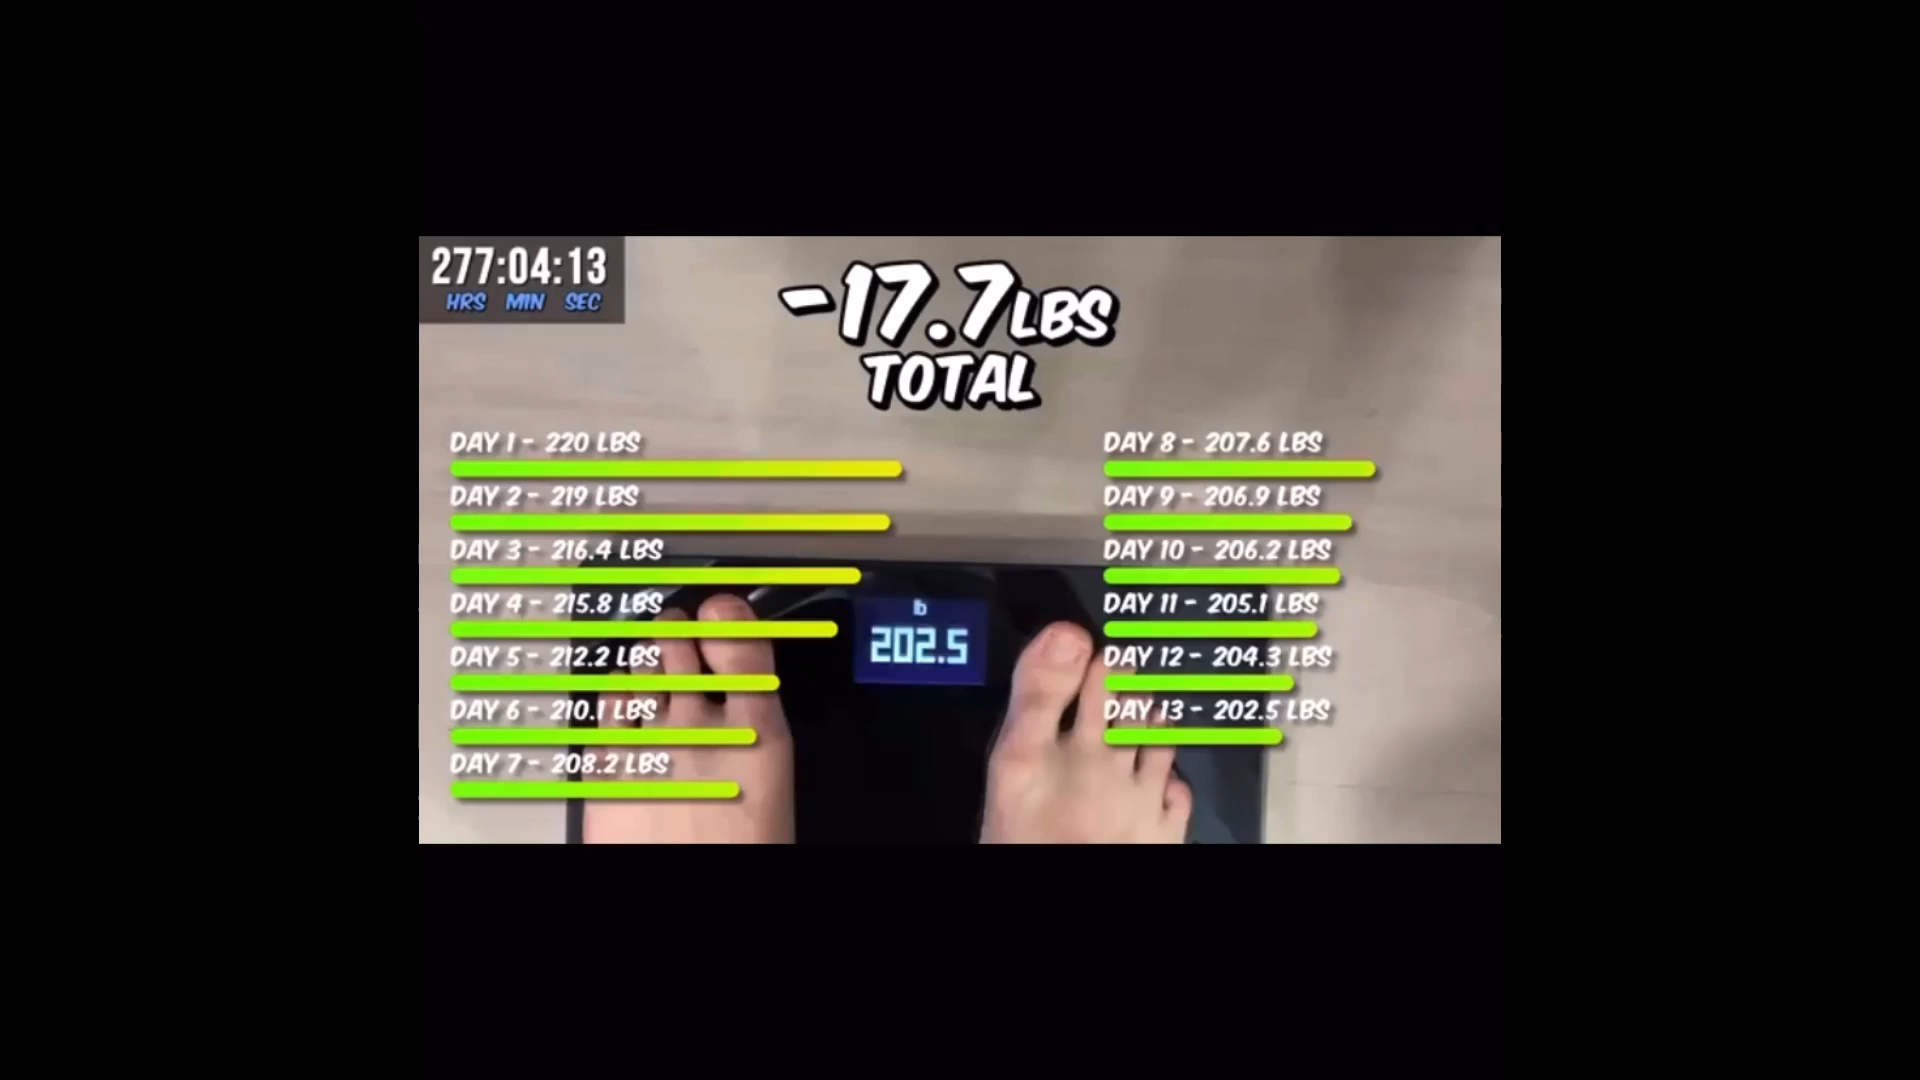 277:04:13
HRS MIN SEC
-17.7LBS
TOTAL
DAY 1 - 220 LBS
DAY 2 - 219 LBS
DAY 3 - 216.4 LBS
DAY 4 - 215.8 LBS
DAY 5 - 212.2 LBS
DAY 6 - 210.1 LBS
DAY 7 - 208.2 LBS
lb
202.5
DAY 8 - 207.6 LBS
DAY 9 - 206.9 LBS
DAY 10 - 206.2 LBS
DAY 11 - 205.1 LBS
DAY 12 - 204.3 LBS
DAY 13 - 202.5 LBS